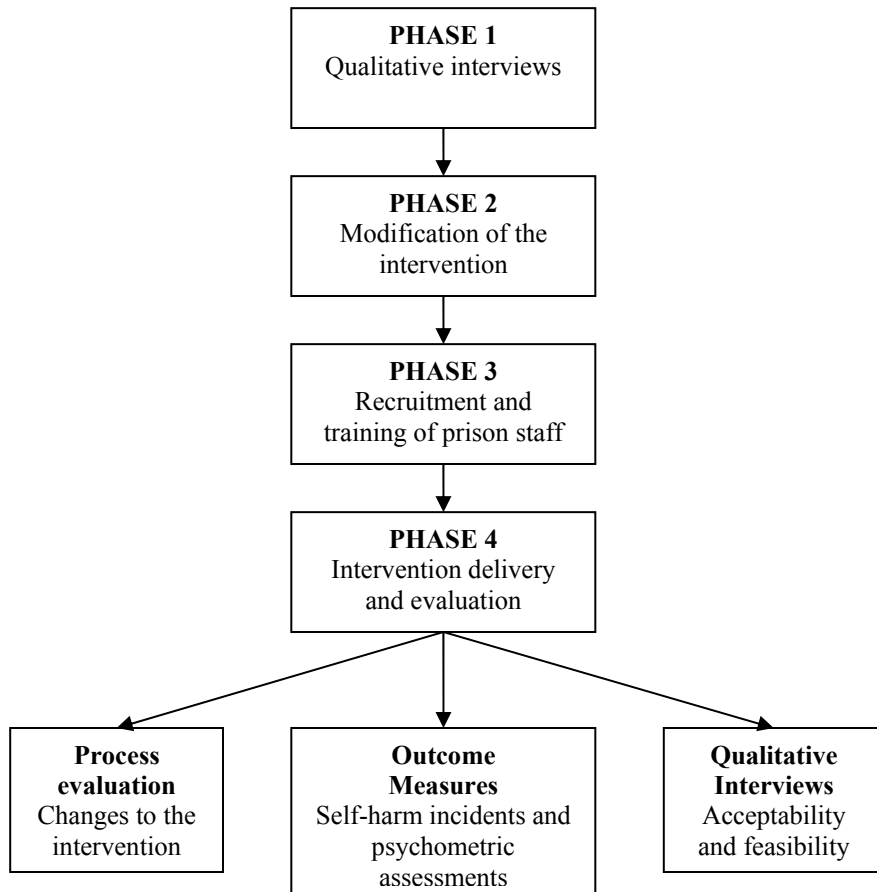 PHASE 1
Qualitative interviews
PHASE 2
Modification of the
intervention
PHASE 3
Recruitment and
training of prison staff
PHASE 4
Intervention delivery
and evaluation
Process
evaluation
Changes to the
intervention
Outcome
Measures
Self-harm incidents and
psychometric
assessments
Qualitative
Interviews
Acceptability
and feasibility